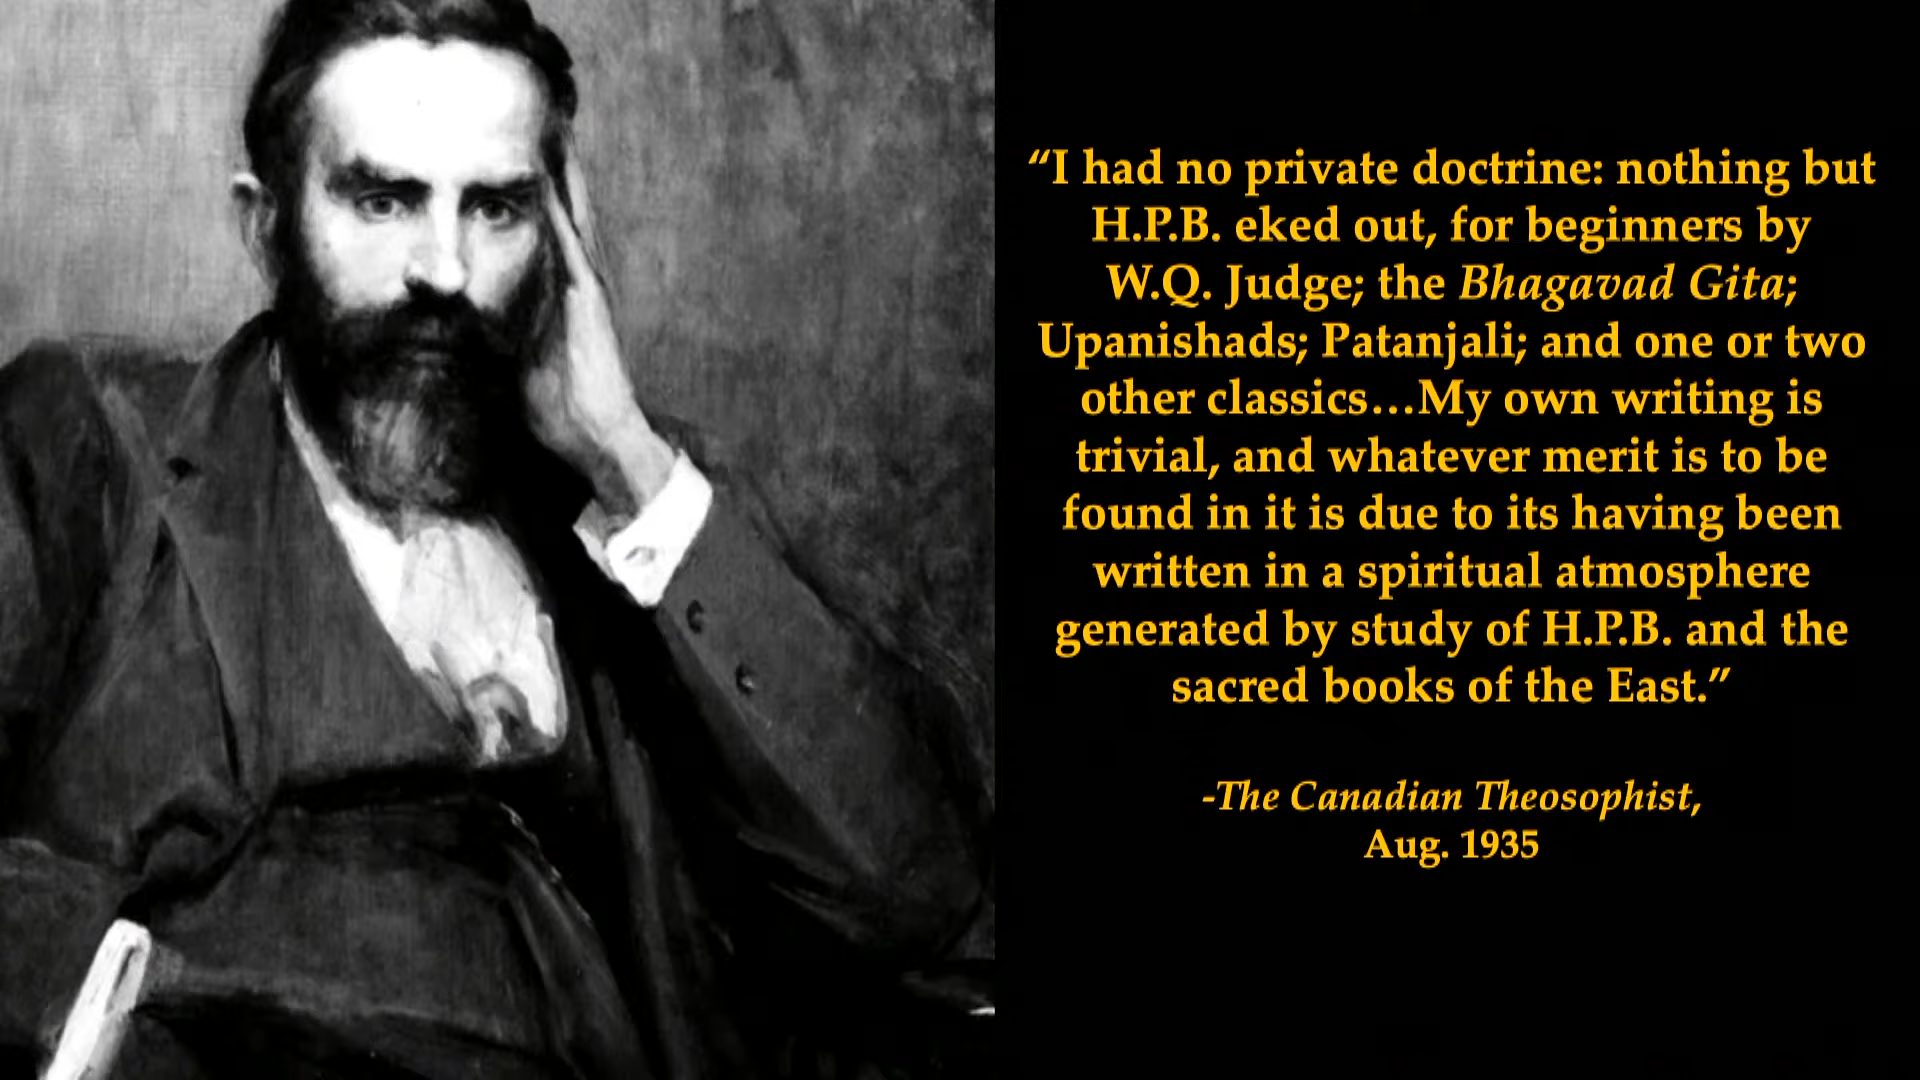 “I had no private doctrine: nothing but
H.P.B. eked out, for beginners by
W.Q. Judge; the Bhagavad Gita;
Upanishads; Patanjali; and one or two
other classics…My own writing is
trivial, and whatever merit is to be
found in it is due to its having been
written in a spiritual atmosphere
generated by study of H.P.B. and the
sacred books of the East.”
-The Canadian Theosophist,
Aug. 1935